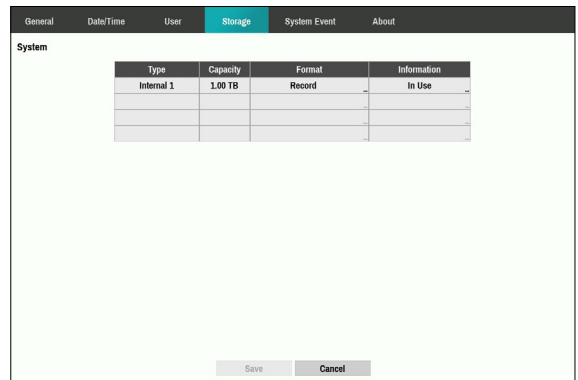 General Date/Time User Storage System Event About
System
Type Capacity Format Information
Internal 1 1.00 TB Record ... In Use ...
... ...
... ...
... ...
Save Cancel